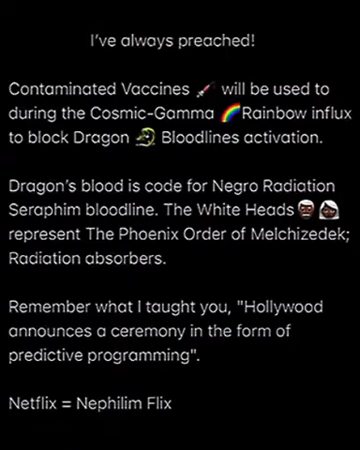 I've always preached!
Contaminated Vaccines 💉 will be used to
during the Cosmic-Gamma 🌈Rainbow influx
to block Dragon 🐉 Bloodlines activation.
Dragon's blood is code for Negro Radiation
Seraphim bloodline. The White Heads👨🏿‍🦳👩🏿‍🦳
represent The Phoenix Order of Melchizedek;
Radiation absorbers.
Remember what I taught you, "Hollywood
announces a ceremony in the form of
predictive programming".
Netflix = Nephilim Flix